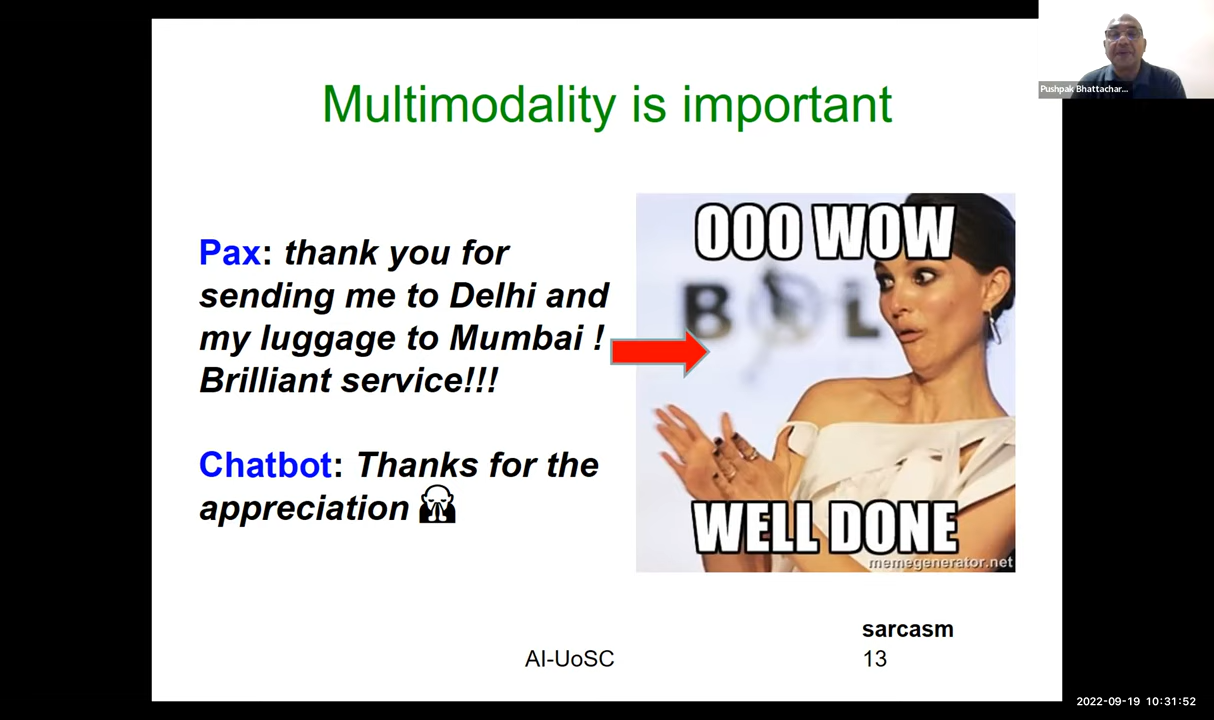 Multimodality is important
Pushpak Bhattachar...
Pax: thank you for
sending me to Delhi and
my luggage to Mumbai !
Brilliant service!!!
Chatbot: Thanks for the
appreciation
OOO WOW
B L
WELL DONE
memegenerator.net
sarcasm
AI-UoSC
13
2022-09-19 10:31:52